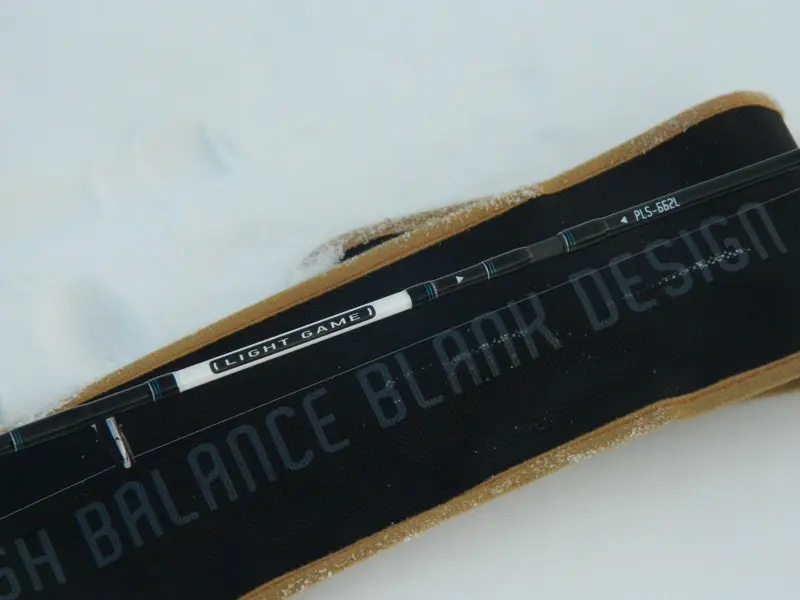 PLS-662L
LIGHT GAME
GH BALANCE BLANK DESIGN